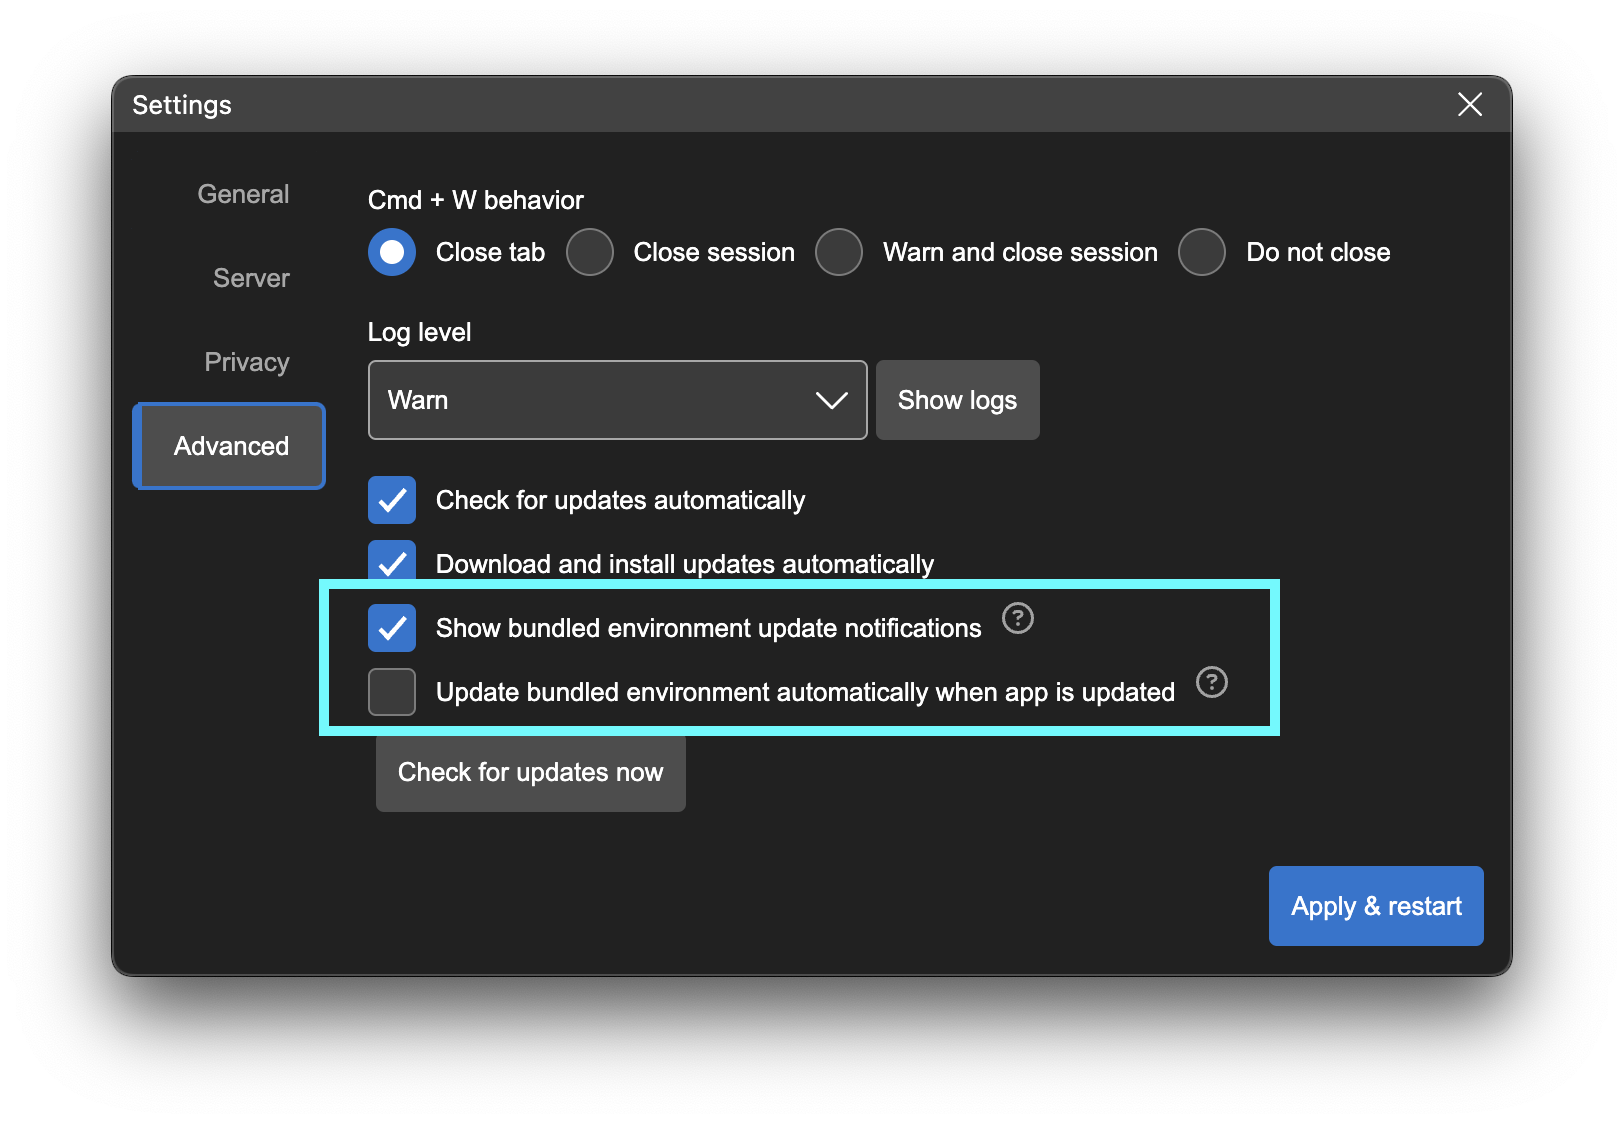 Settings
General
Server
Privacy
Advanced
Cmd + W behavior
Close tab Close session Warn and close session Do not close
Log level
Warn Show logs
Check for updates automatically
Download and install updates automatically
Show bundled environment update notifications ?
Update bundled environment automatically when app is updated ?
Check for updates now
Apply & restart